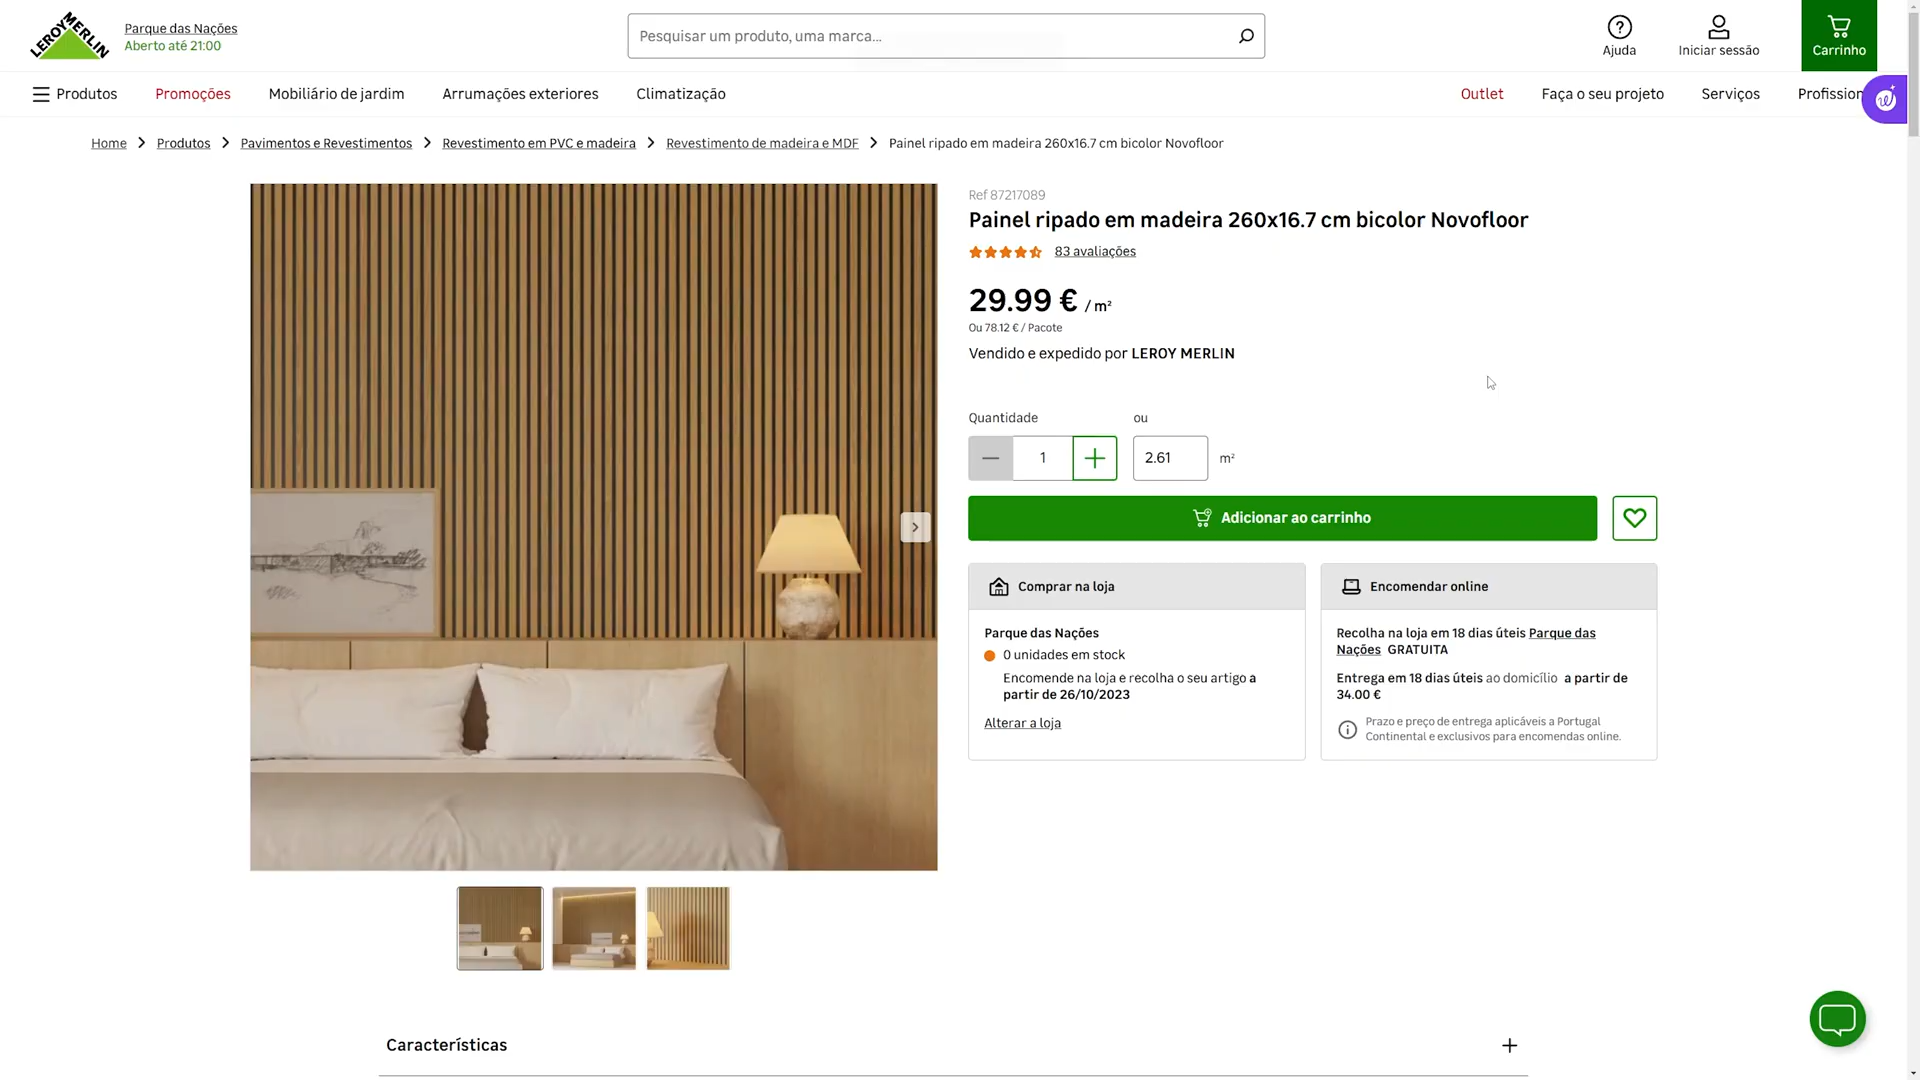 LEROY MERLIN
Parque das Nações
Aberto até 21:00
Pesquisar um produto, uma marca...
Ajuda
Iniciar sessão
Carrinho
Produtos
Promoções
Mobiliário de jardim
Arrumações exteriores
Climatização
Outlet
Faça o seu projeto
Serviços
Profission
Home > Produtos > Pavimentos e Revestimentos > Revestimento em PVC e madeira > Revestimento de madeira e MDF > Painel ripado em madeira 260x16.7 cm bicolor Novofloor
Ref 87217089
Painel ripado em madeira 260x16.7 cm bicolor Novofloor
83 avaliações
29.99 € / m²
Ou 78.12 € / Pacote
Vendido e expedido por LEROY MERLIN
Quantidade
ou
1
2.61
m²
Adicionar ao carrinho
Comprar na loja
Parque das Nações
0 unidades em stock
Encomende na loja e recolha o seu artigo a
partir de 26/10/2023
Alterar a loja
Encomendar online
Recolha na loja em 18 dias úteis Parque das
Nações GRATUITA
Entrega em 18 dias úteis ao domicílio a partir de
34.00 €
Prazo e preço de entrega aplicáveis a Portugal
Continental e exclusivos para encomendas online.
Características